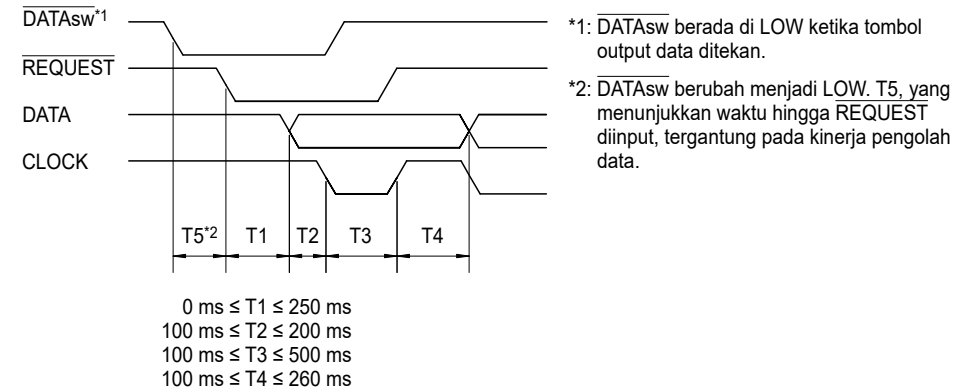 DATAsw*1
REQUEST
DATA
CLOCK
T5*2 T1 T2 T3 T4
0 ms ≤ T1 ≤ 250 ms
100 ms ≤ T2 ≤ 200 ms
100 ms ≤ T3 ≤ 500 ms
100 ms ≤ T4 ≤ 260 ms
*1: DATAsw berada di LOW ketika tombol
output data ditekan.
*2: DATAsw berubah menjadi LOW. T5, yang
menunjukkan waktu hingga REQUEST
diinput, tergantung pada kinerja pengolah
data.